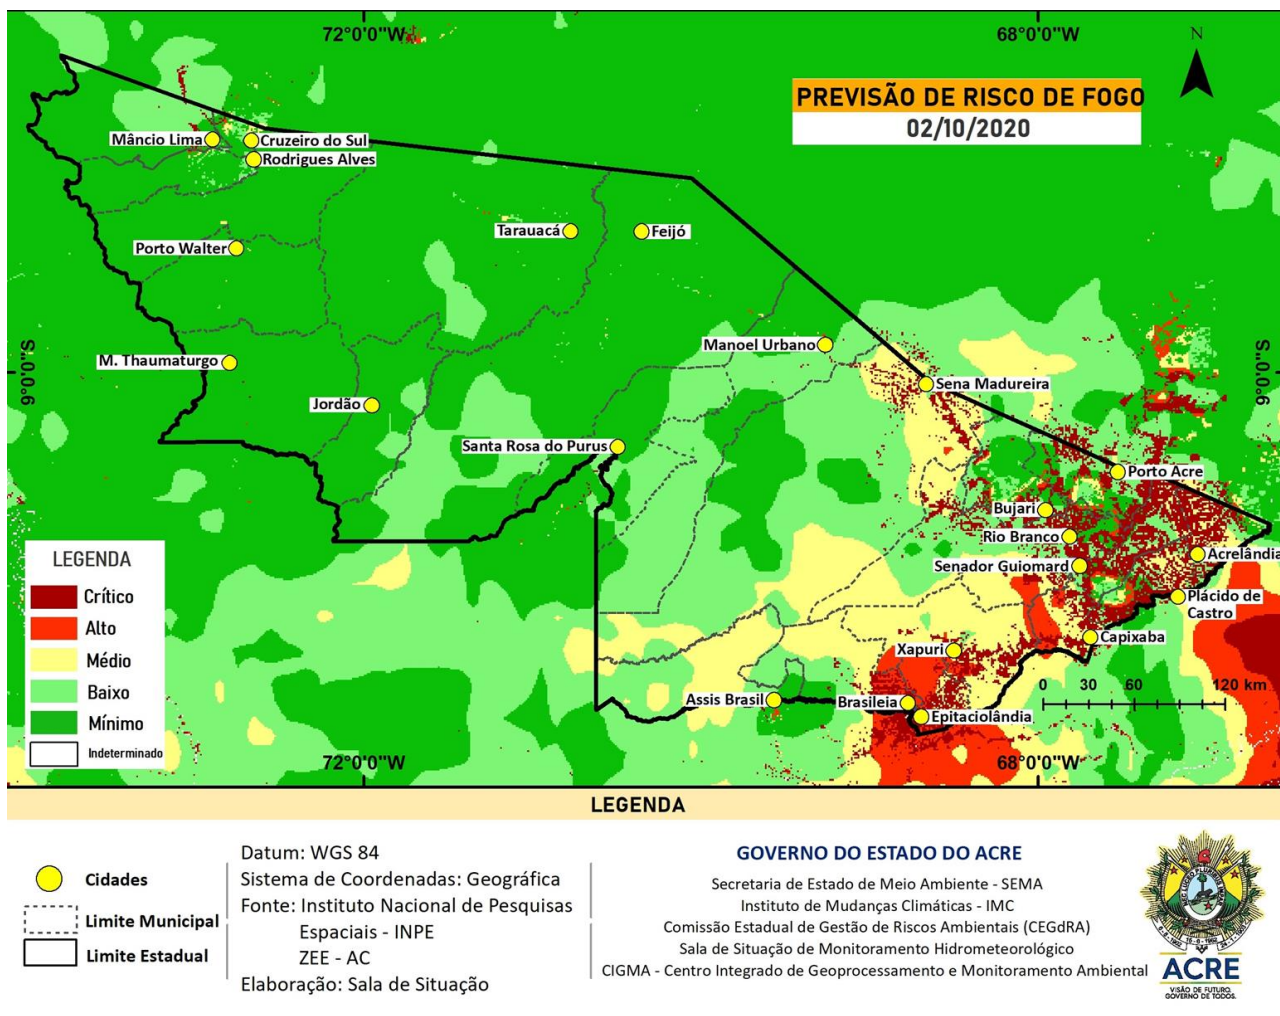 72°0'0"W
68°0'0"W
N
PREVISÃO DE RISCO DE FOGO
02/10/2020
Mâncio Lima
Cruzeiro do Sul
Rodrigues Alves
Tarauacá
Feijó
Porto Walter
Manoel Urbano
M. Thaumaturgo
9°0'0"S
9°0'0"S
Sena Madureira
Jordão
Santa Rosa do Purus
Porto Acre
Bujari
Rio Branco
Acrelândia
Senador Guiomard
Plácido de
Castro
Capixaba
Xapuri
Assis Brasil
Brasileia
Epitaciolândia
0 30 60 120 km
LEGENDA
Crítico
Alto
Médio
Baixo
Mínimo
Indeterminado
72°0'0"W
68°0'0"W
LEGENDA
Cidades
Limite Municipal
Limite Estadual
Datum: WGS 84
Sistema de Coordenadas: Geográfica
Fonte: Instituto Nacional de Pesquisas
Espaciais - INPE
ZEE - AC
Elaboração: Sala de Situação
GOVERNO DO ESTADO DO ACRE
Secretaria de Estado de Meio Ambiente - SEMA
Instituto de Mudanças Climáticas - IMC
Comissão Estadual de Gestão de Riscos Ambientais (CEGdRA)
Sala de Situação de Monitoramento Hidrometeorológico
CIGMA - Centro Integrado de Geoprocessamento e Monitoramento Ambiental
ACRE
VISÃO DE FUTURO.
GOVERNO DE TODOS.